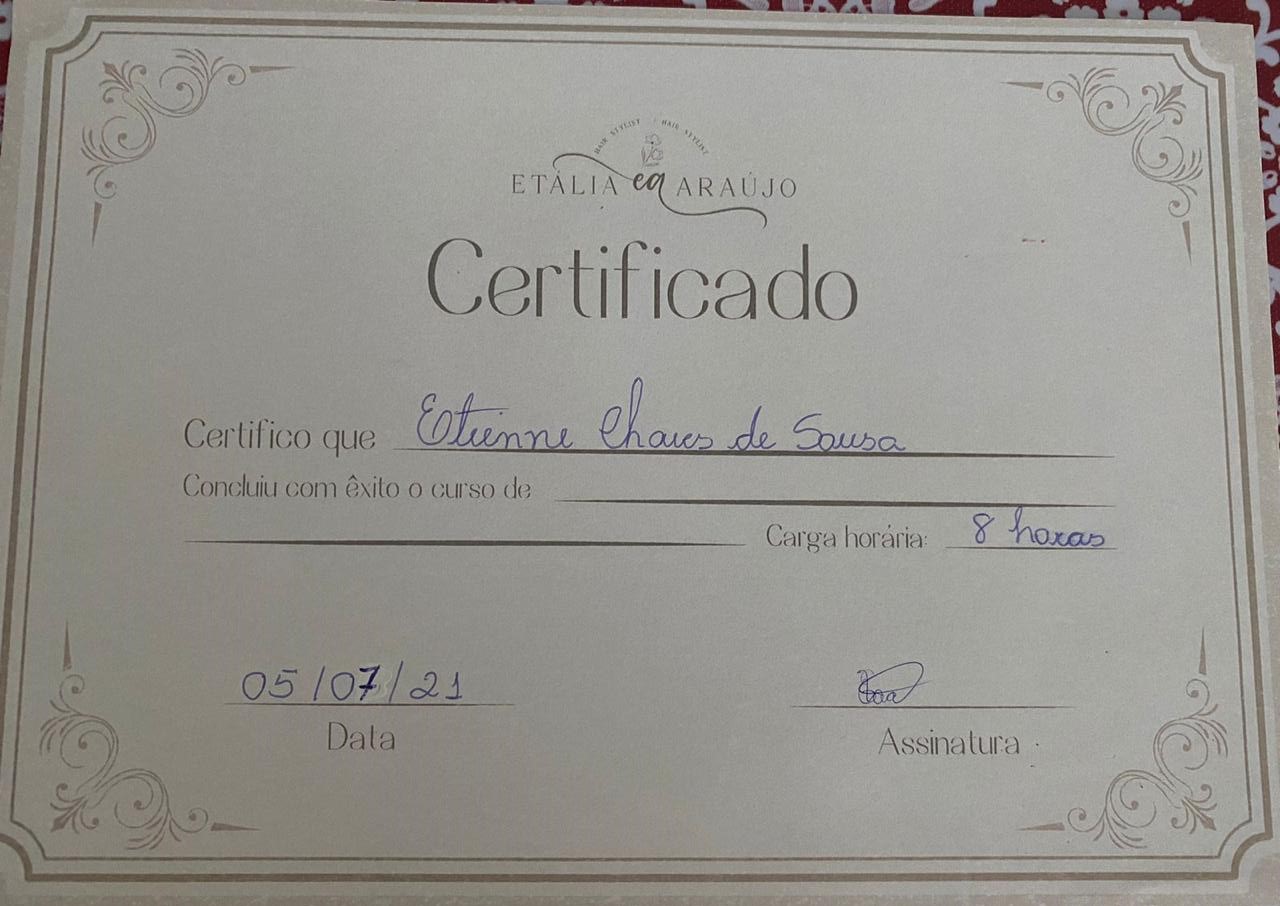 HAIR STYLIST HAIR STYLIST
ETÁLIA ea ARAÚJO
Certificado
Certifico que Etienne Chaves de Sousa
Concluiu com êxito o curso de
Carga horária: 8 horas
05/07/21
Data
Assinatura